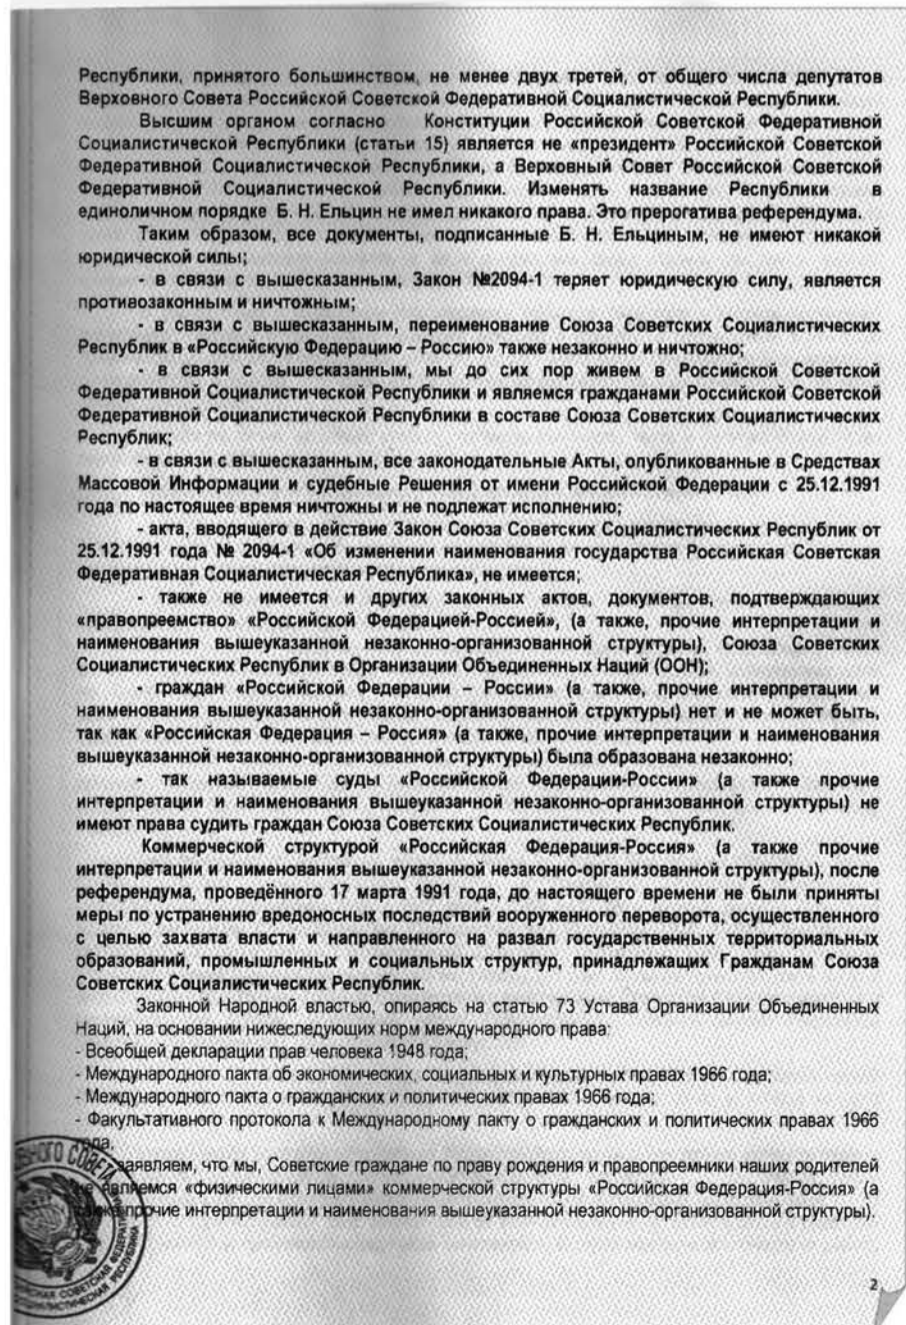 Республики, принятого большинством, не менее двух третей, от общего числа депутатов
Верховного Совета Российской Советской Федеративной Социалистической Республики.
Высшим органом согласно Конституции Российской Советской Федеративной
Социалистической Республики (статьи 15) является не «президент» Российской Советской
Федеративной Социалистической Республики, а Верховный Совет Российской Советской
Федеративной Социалистической Республики. Изменять название Республики в
единоличном порядке Б. Н. Ельцин не имел никакого права. Это прерогатива референдума.
Таким образом, все документы, подписанные Б. Н. Ельциным, не имеют никакой
юридической силы;
- в связи с вышесказанным, Закон №2094-1 теряет юридическую силу, является
противозаконным и ничтожным;
- в связи с вышесказанным, переименование Союза Советских Социалистических
Республик в «Российскую Федерацию – Россию» также незаконно и ничтожно;
- в связи с вышесказанным, мы до сих пор живем в Российской Советской
Федеративной Социалистической Республики и являемся гражданами Российской Советской
Федеративной Социалистической Республики в составе Союза Советских Социалистических
Республик;
- в связи с вышесказанным, все законодательные Акты, опубликованные в Средствах
Массовой Информации и судебные Решения от имени Российской Федерации с 25.12.1991
года по настоящее время ничтожны и не подлежат исполнению;
- акта, вводящего в действие Закон Союза Советских Социалистических Республик от
25.12.1991 года № 2094-1 «Об изменении наименования государства Российская Советская
Федеративная Социалистическая Республика», не имеется;
- также не имеется и других законных актов, документов, подтверждающих
«правопреемство» «Российской Федерацией-Россией», (а также, прочие интерпретации и
наименования вышеуказанной незаконно-организованной структуры), Союза Советских
Социалистических Республик в Организации Объединенных Наций (ООН);
- граждан «Российской Федерации – России» (а также, прочие интерпретации и
наименования вышеуказанной незаконно-организованной структуры) нет и не может быть,
так как «Российская Федерация – Россия» (а также, прочие интерпретации и наименования
вышеуказанной незаконно-организованной структуры) была образована незаконно;
- так называемые суды «Российской Федерации-России» (а также прочие
интерпретации и наименования вышеуказанной незаконно-организованной структуры) не
имеют права судить граждан Союза Советских Социалистических Республик.
Коммерческой структурой «Российская Федерация-Россия» (а также прочие
интерпретации и наименования вышеуказанной незаконно-организованной структуры), после
референдума, проведённого 17 марта 1991 года, до настоящего времени не были приняты
меры по устранению вредоносных последствий вооруженного переворота, осуществленного
с целью захвата власти и направленного на развал государственных территориальных
образований, промышленных и социальных структур, принадлежащих Гражданам Союза
Советских Социалистических Республик.
Законной Народной властью, опираясь на статью 73 Устава Организации Объединенных
Наций, на основании нижеследующих норм международного права:
- Всеобщей декларации прав человека 1948 года;
- Международного пакта об экономических, социальных и культурных правах 1966 года;
- Международного пакта о гражданских и политических правах 1966 года;
- Факультативного протокола к Международному пакту о гражданских и политических правах 1966
года,
заявляем, что мы, Советские граждане по праву рождения и правопреемники наших родителей
не являемся «физическими лицами» коммерческой структуры «Российская Федерация-Россия» (а
также прочие интерпретации и наименования вышеуказанной незаконно-организованной структуры).
2